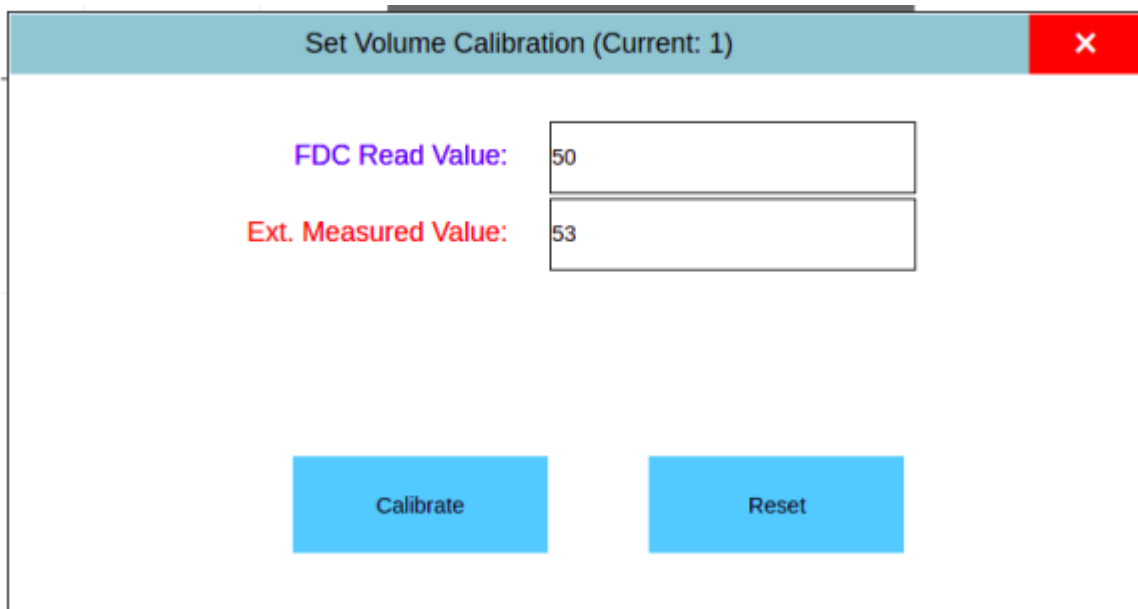 Set Volume Calibration (Current: 1)
×
FDC Read Value:
50
Ext. Measured Value:
53
Calibrate
Reset